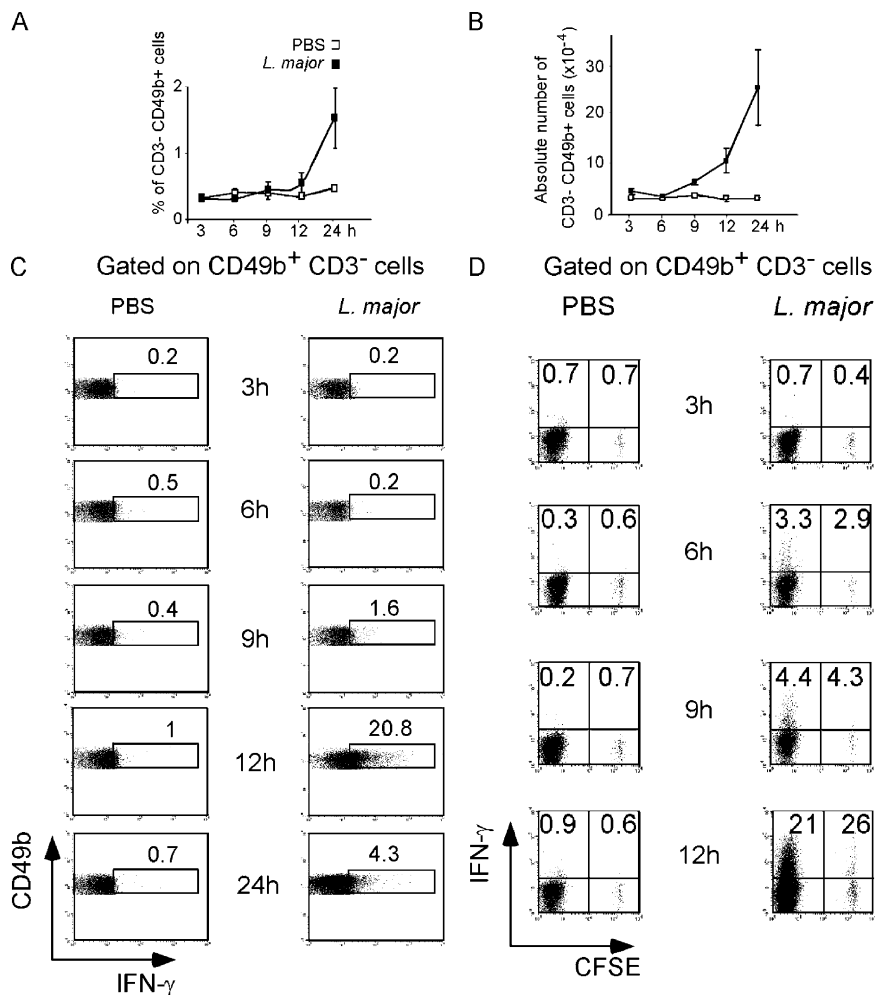 A
PBS
L. major
% of CD3- CD49b+ cells
2
1
0
3 6 9 12 24 h
B
Absolute number of
CD3- CD49b+ cells (x10-4)
30
20
10
0
3 6 9 12 24 h
C Gated on CD49b+ CD3- cells
PBS L. major
0.2 3h 0.2
0.5 6h 0.2
0.4 9h 1.6
1 12h 20.8
0.7 24h 4.3
CD49b
IFN-γ
D Gated on CD49b+ CD3- cells
PBS L. major
0.7 0.7 3h 0.7 0.4
0.3 0.6 6h 3.3 2.9
0.2 0.7 9h 4.4 4.3
0.9 0.6 12h 21 26
IFN-γ
CFSE